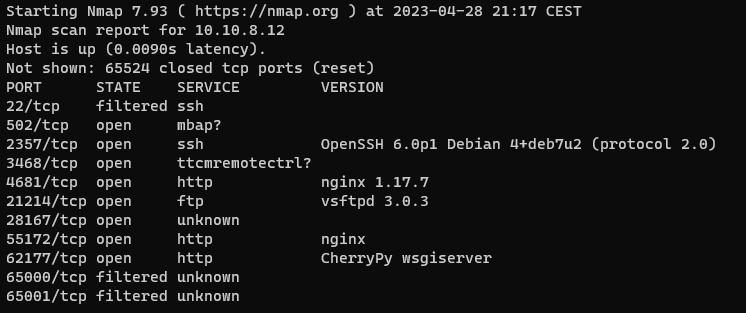 Starting Nmap 7.93 ( https://nmap.org ) at 2023-04-28 21:17 CEST
Nmap scan report for 10.10.8.12
Host is up (0.0090s latency).
Not shown: 65524 closed tcp ports (reset)
PORT      STATE    SERVICE         VERSION
22/tcp    filtered ssh
502/tcp   open     mbap?
2357/tcp  open     ssh             OpenSSH 6.0p1 Debian 4+deb7u2 (protocol 2.0)
3468/tcp  open     ttcmremotectrl?
4681/tcp  open     http            nginx 1.17.7
21214/tcp open     ftp             vsftpd 3.0.3
28167/tcp open     unknown
55172/tcp open     http            nginx
62177/tcp open     http            CherryPy wsgiserver
65000/tcp filtered unknown
65001/tcp filtered unknown